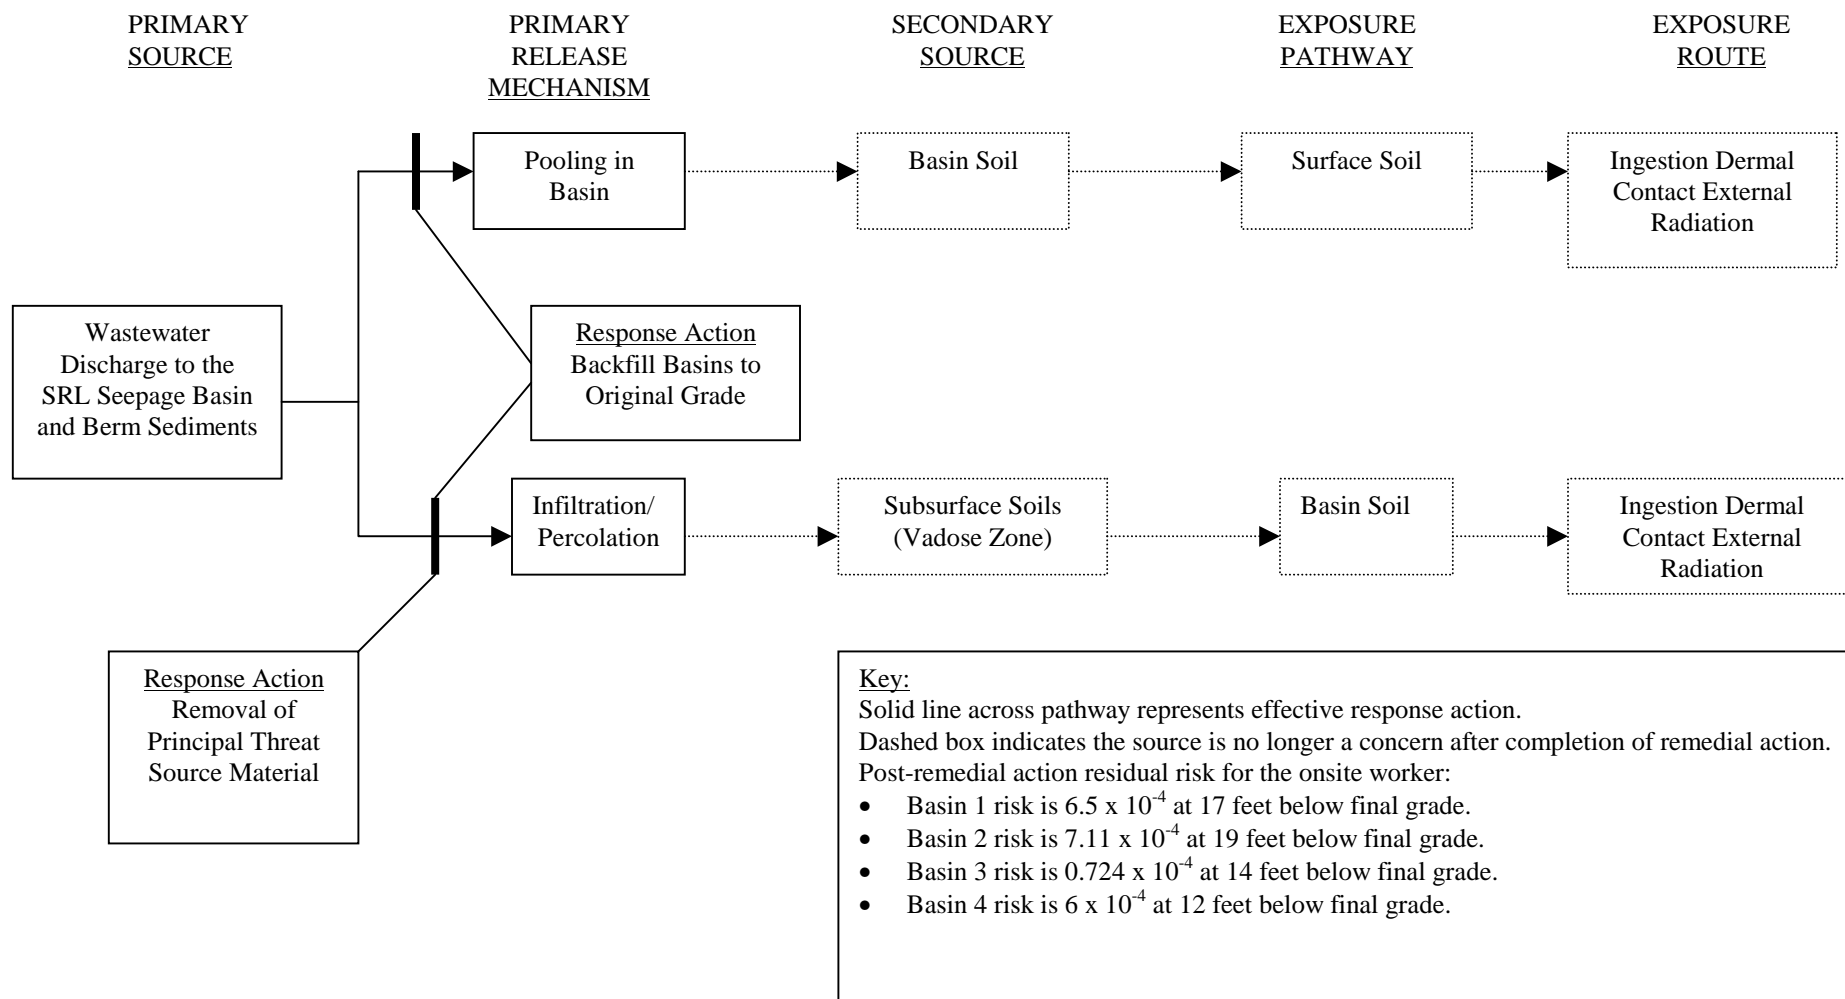 PRIMARY
SOURCE
PRIMARY
RELEASE
MECHANISM
SECONDARY
SOURCE
EXPOSURE
PATHWAY
EXPOSURE
ROUTE
Pooling in
Basin
Basin Soil
Surface Soil
Ingestion Dermal
Contact External
Radiation
Wastewater
Discharge to the
SRL Seepage Basin
and Berm Sediments
Response Action
Backfill Basins to
Original Grade
Infiltration/
Percolation
Subsurface Soils
(Vadose Zone)
Basin Soil
Ingestion Dermal
Contact External
Radiation
Response Action
Removal of
Principal Threat
Source Material
Key:
Solid line across pathway represents effective response action.
Dashed box indicates the source is no longer a concern after completion of remedial action.
Post-remedial action residual risk for the onsite worker:
• Basin 1 risk is 6.5 x 10⁻⁴ at 17 feet below final grade.
• Basin 2 risk is 7.11 x 10⁻⁴ at 19 feet below final grade.
• Basin 3 risk is 0.724 x 10⁻⁴ at 14 feet below final grade.
• Basin 4 risk is 6 x 10⁻⁴ at 12 feet below final grade.